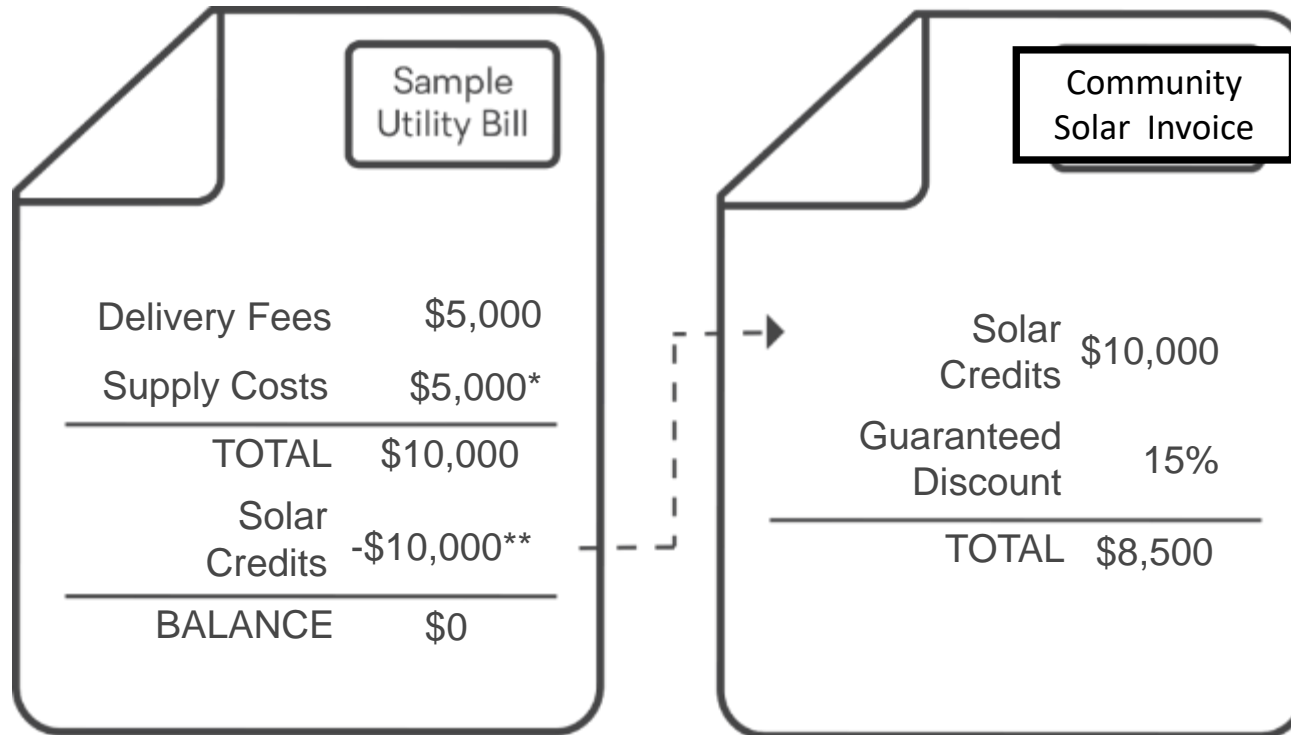 Sample
Utility Bill
Delivery Fees $5,000
Supply Costs $5,000*
TOTAL $10,000
Solar
Credits -$10,000**
BALANCE $0
Community
Solar Invoice
Solar
Credits $10,000
Guaranteed
Discount 15%
TOTAL $8,500